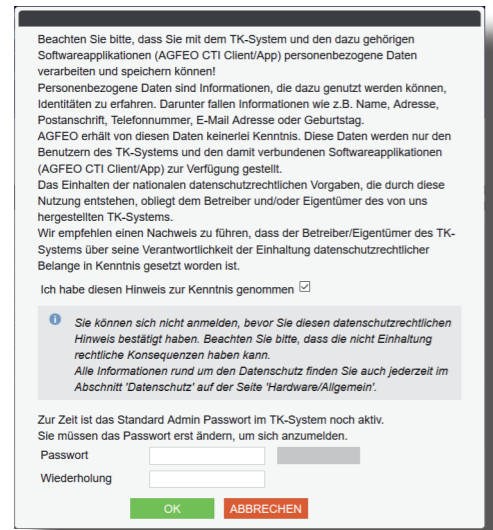 Beachten Sie bitte, dass Sie mit dem TK-System und den dazu gehörigen
Softwareapplikationen (AGFEO CTI Client/App) personenbezogene Daten
verarbeiten und speichern können!
Personenbezogene Daten sind Informationen, die dazu genutzt werden können,
Identitäten zu erfahren. Darunter fallen Informationen wie z.B. Name, Adresse,
Postanschrift, Telefonnummer, E-Mail Adresse oder Geburtstag.
AGFEO erhält von diesen Daten keinerlei Kenntnis. Diese Daten werden nur den
Benutzern des TK-Systems und den damit verbundenen Softwareapplikationen
(AGFEO CTI Client/App) zur Verfügung gestellt.
Das Einhalten der nationalen datenschutzrechtlichen Vorgaben, die durch diese
Nutzung entstehen, obliegt dem Betreiber und/oder Eigentümer des von uns
hergestellten TK-Systems.
Wir empfehlen einen Nachweis zu führen, dass der Betreiber/Eigentümer des TK-
Systems über seine Verantwortlichkeit der Einhaltung datenschutzrechtlicher
Belange in Kenntnis gesetzt worden ist.
Ich habe diesen Hinweis zur Kenntnis genommen
Sie können sich nicht anmelden, bevor Sie diesen datenschutzrechtlichen
Hinweis bestätigt haben. Beachten Sie bitte, dass die nicht Einhaltung
rechtliche Konsequenzen haben kann.
Alle Informationen rund um den Datenschutz finden Sie auch jederzeit im
Abschnitt 'Datenschutz' auf der Seite 'Hardware/Allgemein'.
Zur Zeit ist das Standard Admin Passwort im TK-System noch aktiv.
Sie müssen das Passwort erst ändern, um sich anzumelden.
Passwort
Wiederholung
OK ABBRECHEN